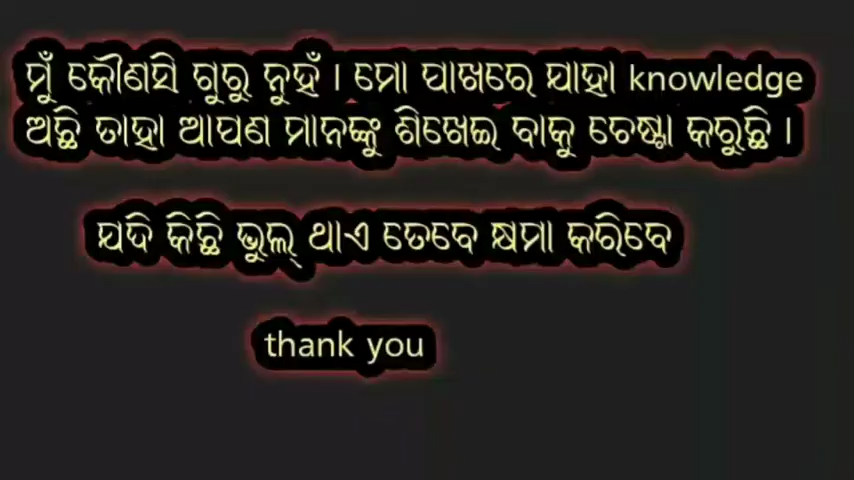 ମୁଁ କୌଣସି ଗୁରୁ ନୁହଁ । ମୋ ପାଖରେ ଯାହା knowledge
ଅଛି ତାହା ଆପଣ ମାନଙ୍କୁ ଶିଖେଇ ବାକୁ ଚେଷ୍ଟା କରୁଛି ।
ଯଦି କିଛି ଭୁଲ୍ ଥାଏ ତେବେ କ୍ଷମା କରିବେ
thank you